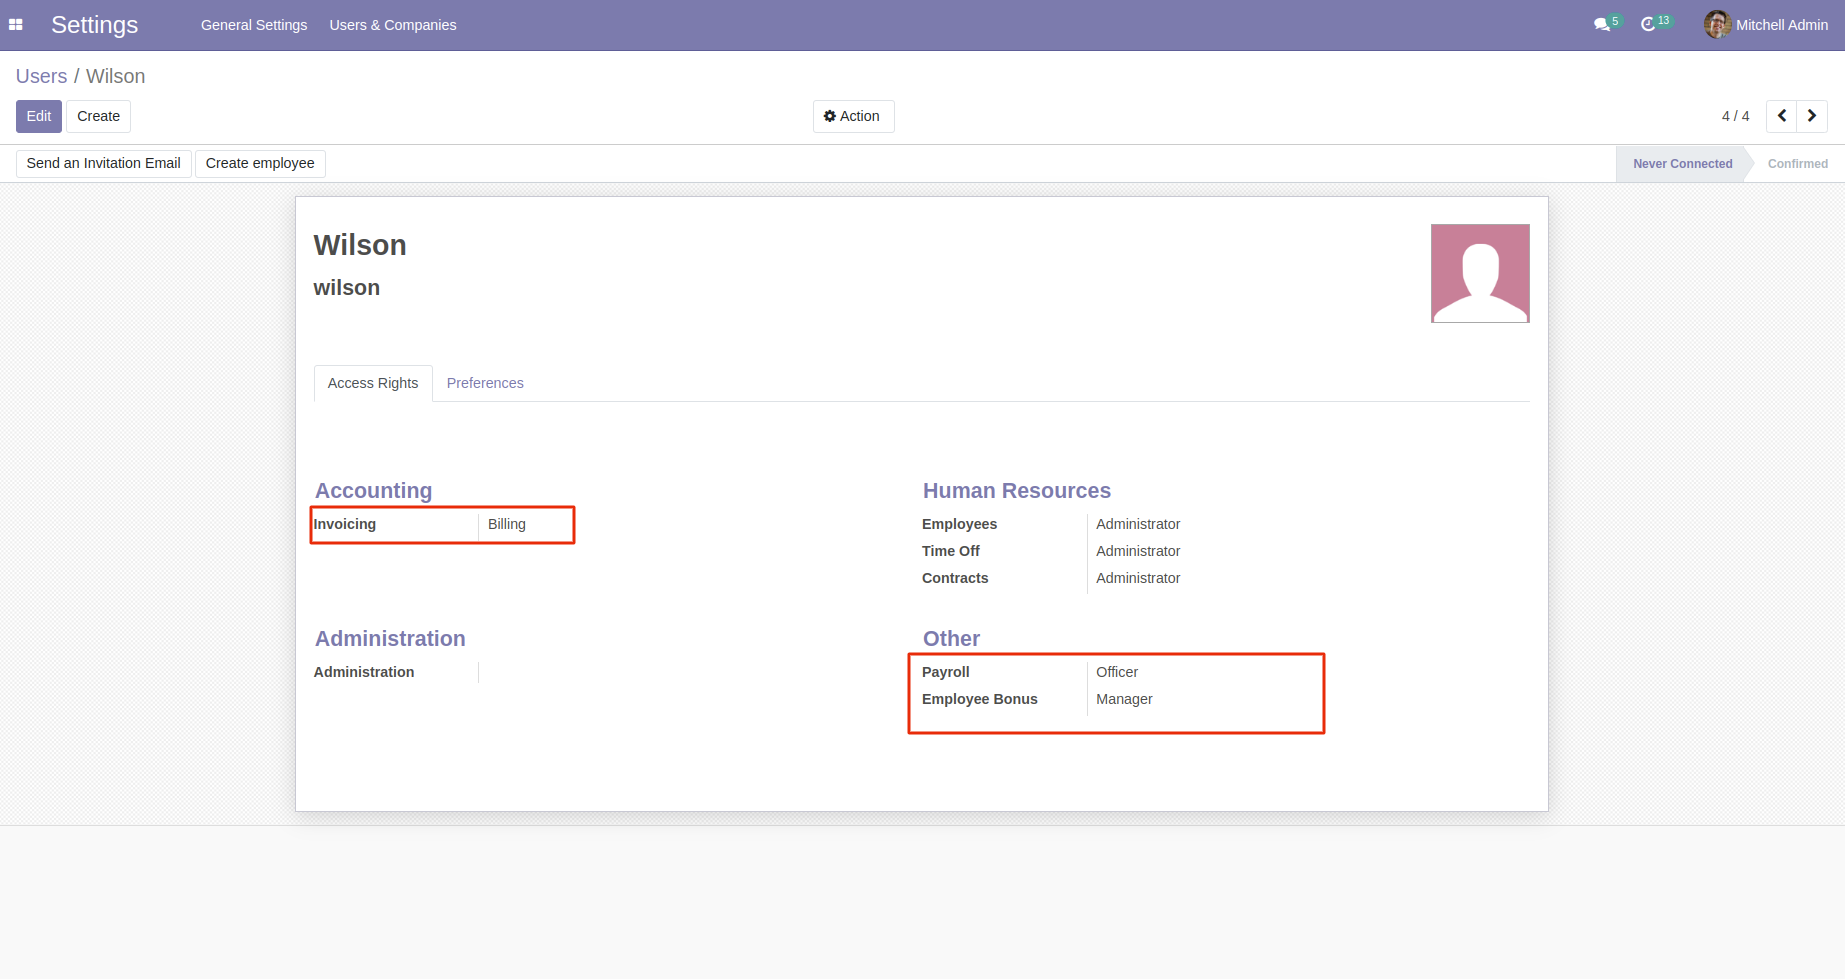 Settings General Settings Users & Companies 5 13 Mitchell Admin
Users / Wilson
Edit Create Action 4 / 4
Send an Invitation Email Create employee Never Connected Confirmed
Wilson
wilson
Access Rights Preferences
Accounting Human Resources
Invoicing Billing Employees Administrator
Time Off Administrator
Contracts Administrator
Administration Other
Administration Payroll Officer
Employee Bonus Manager